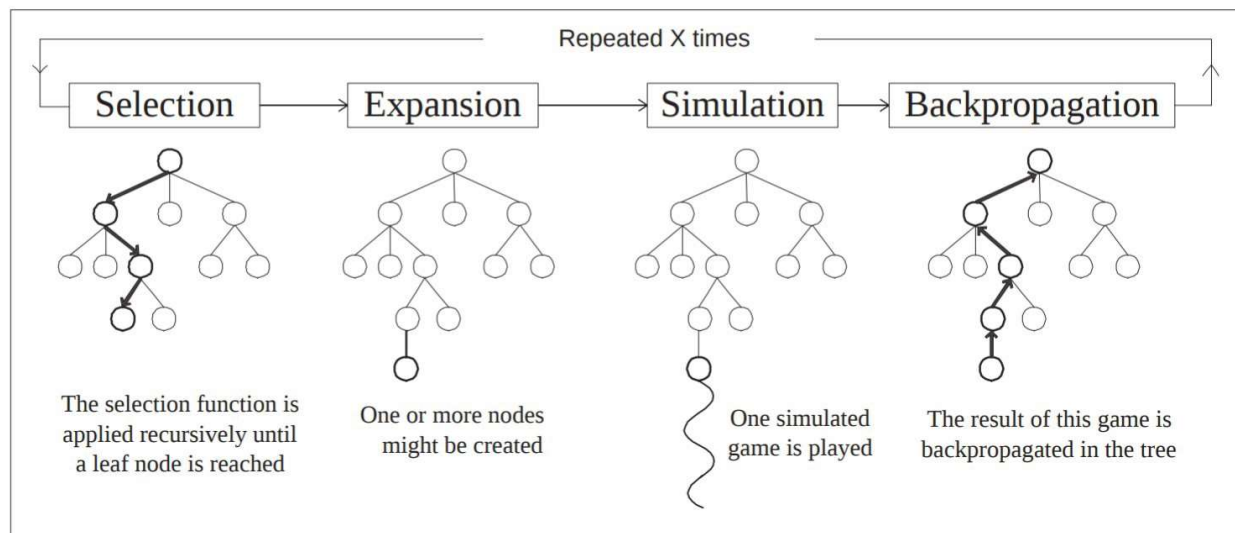 Repeated X times
Selection
Expansion
Simulation
Backpropagation
The selection function is
applied recursively until
a leaf node is reached
One or more nodes
might be created
One simulated
game is played
The result of this game is
backpropagated in the tree